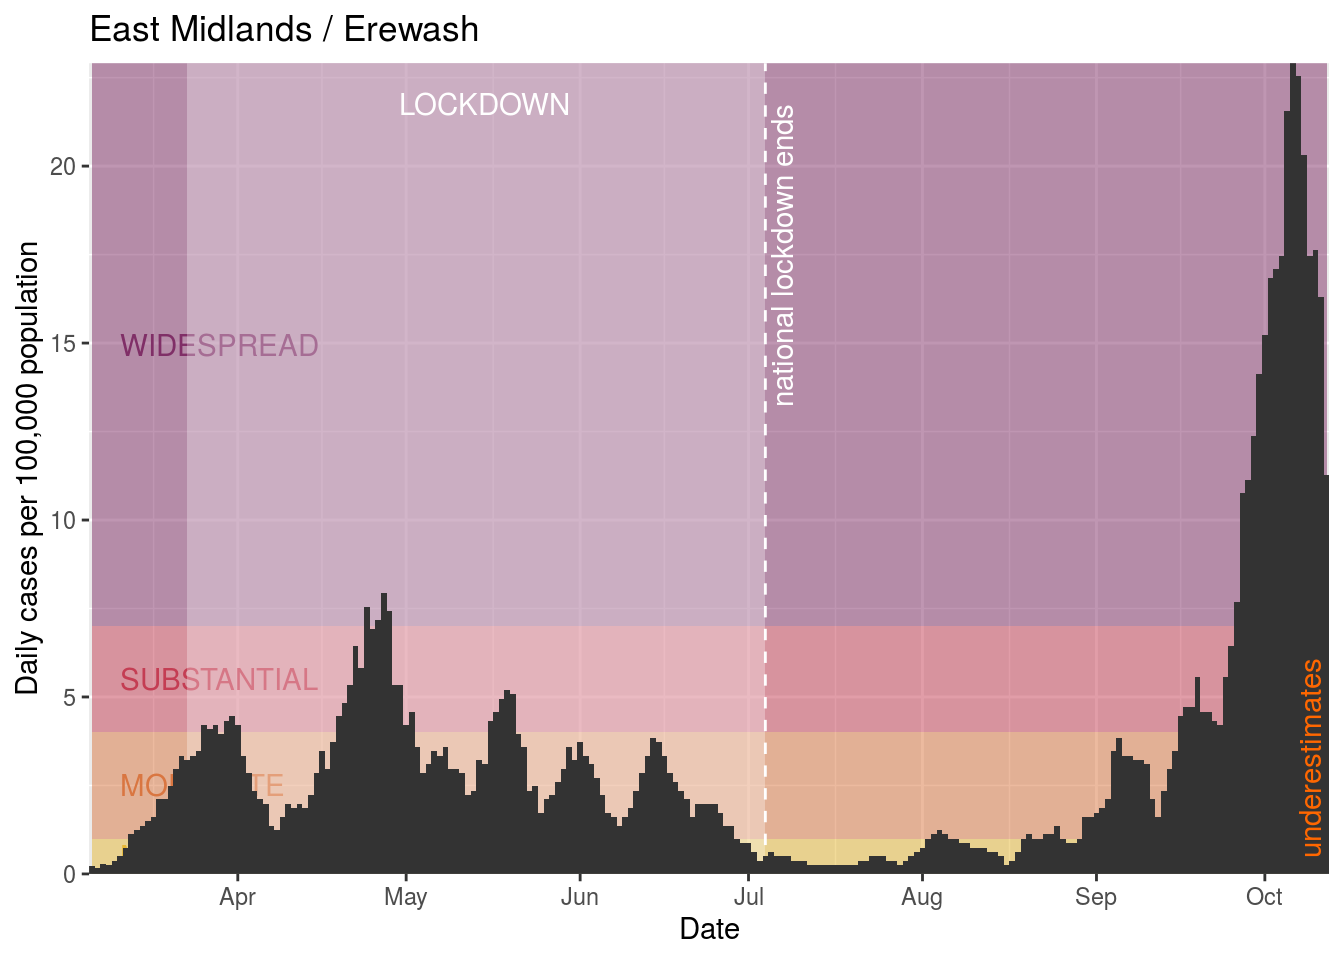 East Midlands / Erewash
Daily cases per 100,000 population
20
15
10
5
0
LOCKDOWN
national lockdown ends
WIDESPREAD
SUBSTANTIAL
underestimates
Apr
May
Jun
Jul
Aug
Sep
Oct
Date